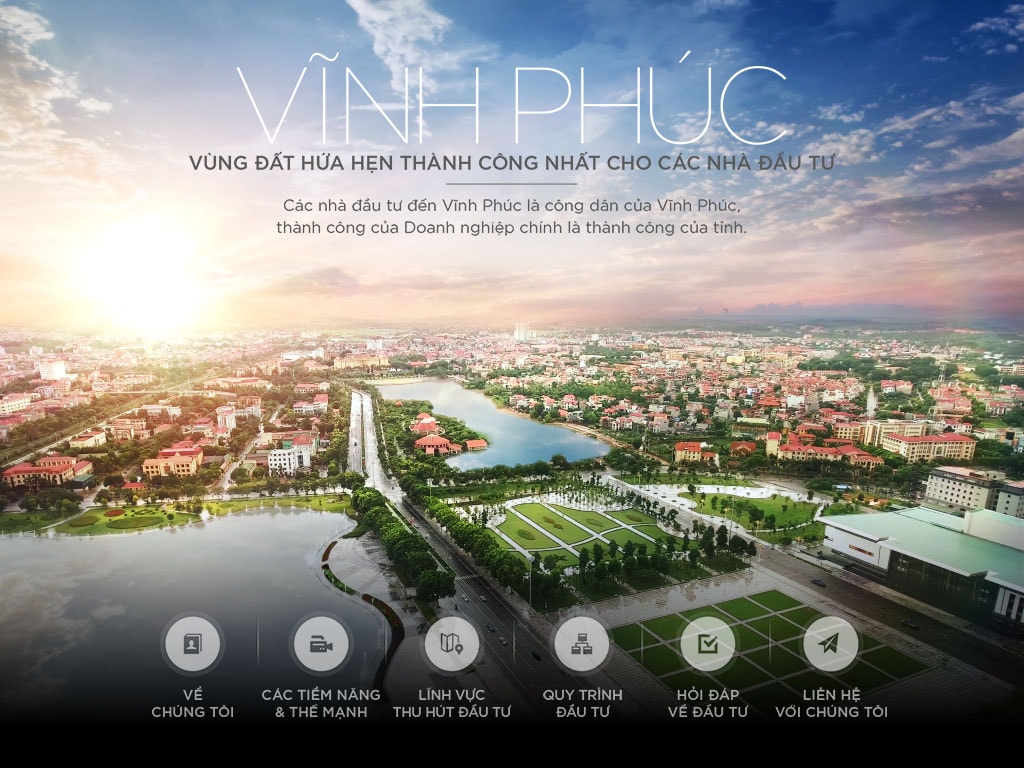 VĨNH PHÚC
VÙNG ĐẤT HỨA HẸN THÀNH CÔNG NHẤT CHO CÁC NHÀ ĐẦU TƯ
Các nhà đầu tư đến Vĩnh Phúc là công dân của Vĩnh Phúc,
thành công của Doanh nghiệp chính là thành công của tỉnh.
VỀ
CHÚNG TÔI
CÁC TIỀM NĂNG
& THẾ MẠNH
LĨNH VỰC
THU HÚT ĐẦU TƯ
QUY TRÌNH
ĐẦU TƯ
HỎI ĐÁP
VỀ ĐẦU TƯ
LIÊN HỆ
VỚI CHÚNG TÔI